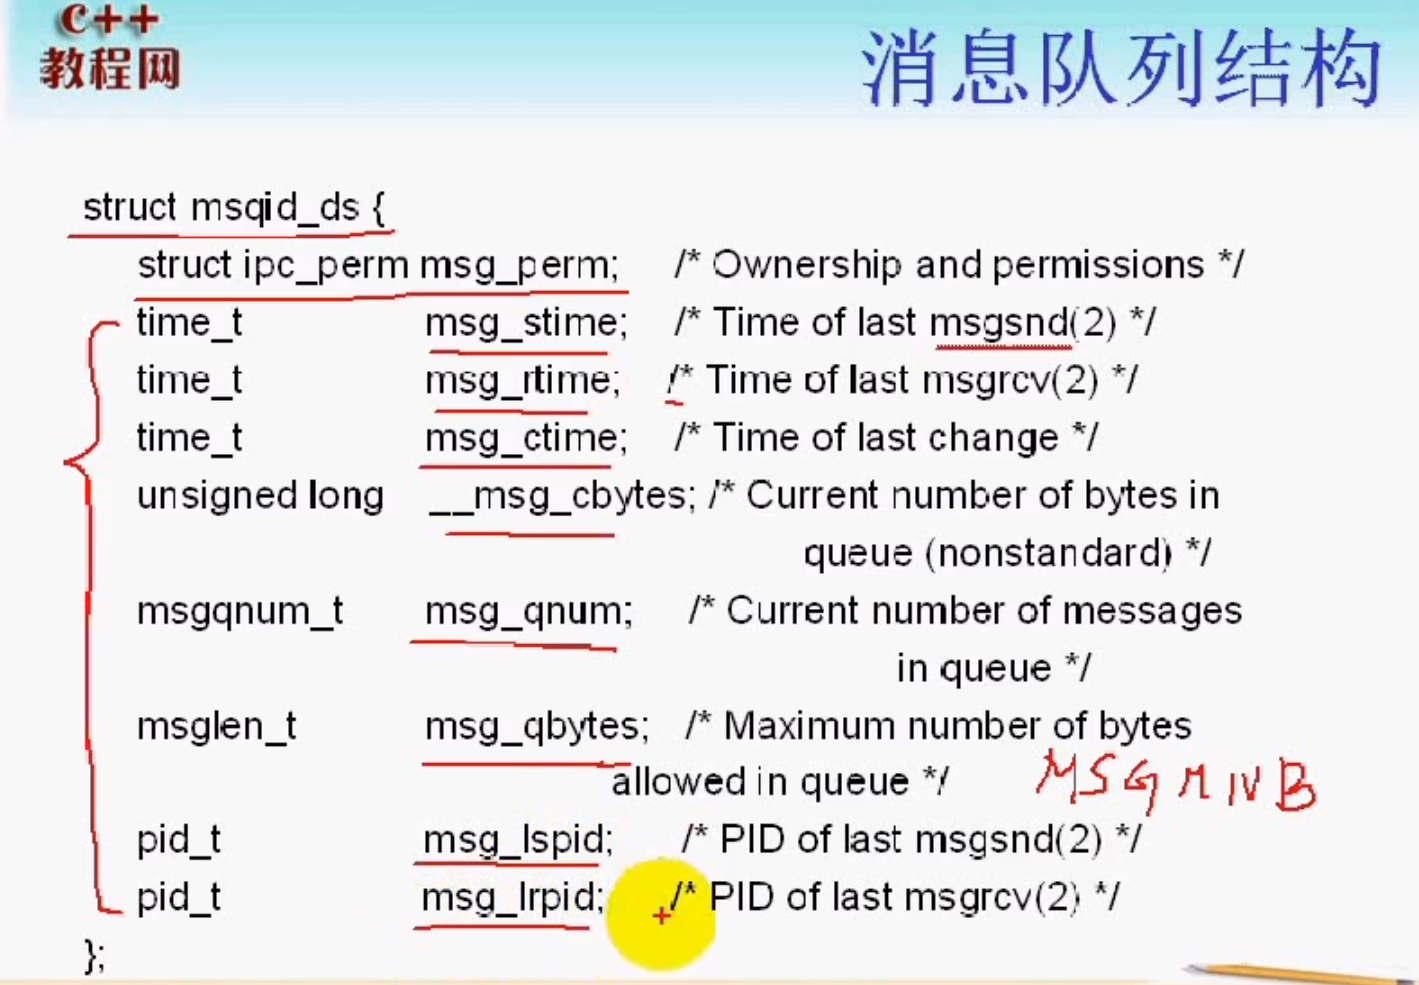 C++
教程网
消息队列结构
struct msqid_ds {
struct ipc_perm msg_perm; /* Ownership and permissions */
time_t msg_stime; /* Time of last msgsnd(2) */
time_t msg_rtime; /* Time of last msgrcv(2) */
time_t msg_ctime; /* Time of last change */
unsigned long __msg_cbytes; /* Current number of bytes in
queue (nonstandard) */
msgqnum_t msg_qnum; /* Current number of messages
in queue */
msglen_t msg_qbytes; /* Maximum number of bytes
allowed in queue */ MSGMNB
pid_t msg_lspid; /* PID of last msgsnd(2) */
pid_t msg_lrpid; /* PID of last msgrcv(2) */
};